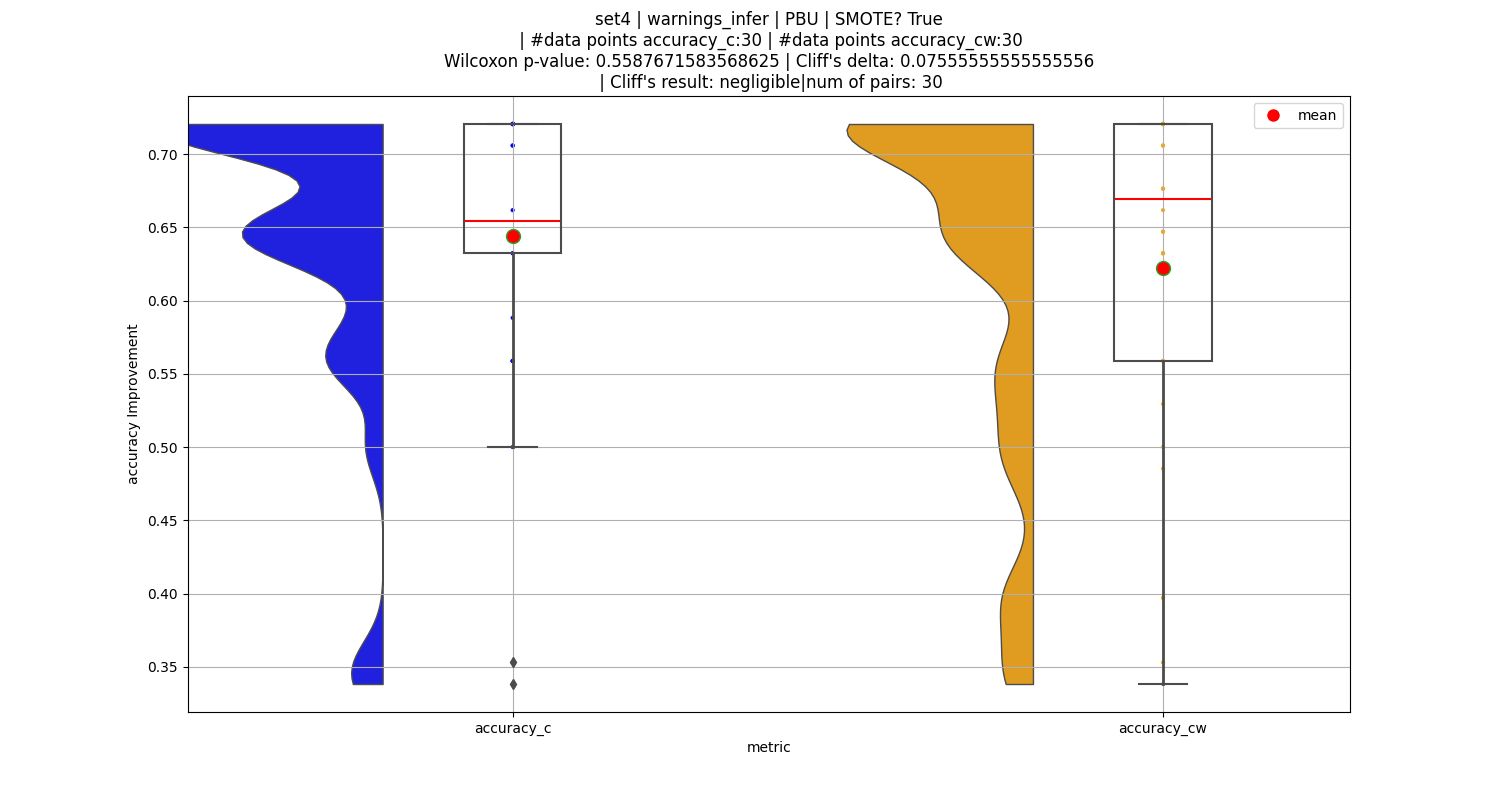 set4 | warnings_infer | PBU | SMOTE? True
| #data points accuracy_c:30 | #data points accuracy_cw:30
Wilcoxon p-value: 0.5587671583568625 | Cliff's delta: 0.07555555555555556
| Cliff's result: negligible|num of pairs: 30
mean
accuracy Improvement
0.70
0.65
0.60
0.55
0.50
0.45
0.40
0.35
accuracy_c
accuracy_cw
metric